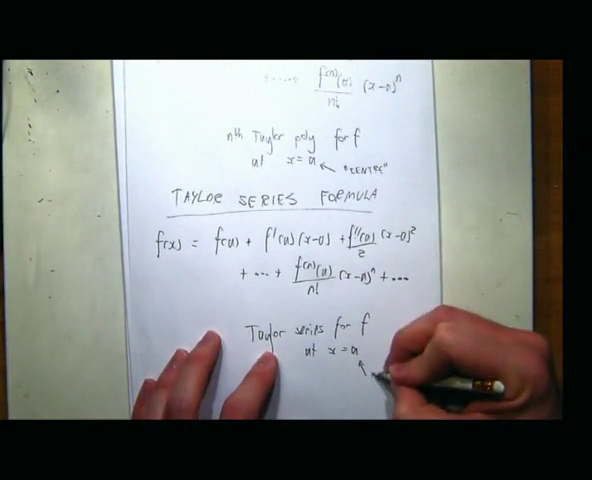 + ..... f⁽ⁿ⁾(a)/n! (x-a)ⁿ
nth Taylor poly for f
at x = a ↖ "CENTRE"
TAYLOR SERIES FORMULA
f(x) = f(a) + f'(a)(x-a) + f''(a)/2 (x-a)²
+ ... + f⁽ⁿ⁾(a)/n! (x-a)ⁿ + ...
Taylor series for f
at x = a